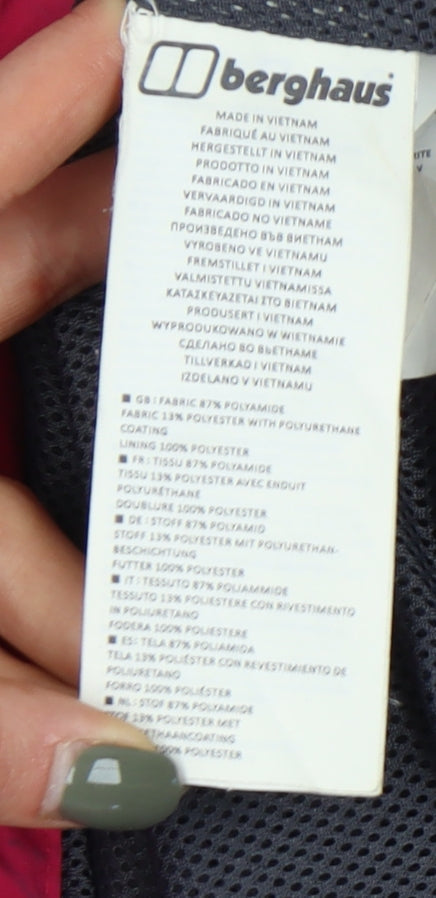 berghaus
MADE IN VIETNAM
FABRIQUÉ AU VIETNAM
HERGESTELLT IN VIETNAM
PRODOTTO IN VIETNAM
FABRICADO EN VIETNAM
VERVAARDIGD IN VIETNAM
FABRICADO NO VIETNAME
ПРОИЗВЕДЕНО ВЪВ ВИЕТНАМ
VYROBENO VE VIETNAMU
FREMSTILLET I VIETNAM
VALMISTETTU VIETNAMISSA
ΚΑΤΑΣΚΕΥΑΖΕΤΑΙ ΣΤΟ ΒΙΕΤΝΑΜ
PRODUSERT I VIETNAM
WYPRODUKOWANO W WIETNAMIE
СДЕЛАНО ВО ВЬЕТНАМЕ
TILLVERKAD I VIETNAM
IZDELANO V VIETNAMU
GB : FABRIC 87% POLYAMIDE
FABRIC 13% POLYESTER WITH POLYURETHANE
COATING
LINING 100% POLYESTER
FR : TISSU 87% POLYAMIDE
TISSU 13% POLYESTER AVEC ENDUIT
POLYURÉTHANE
DOUBLURE 100% POLYESTER
DE : STOFF 87% POLYAMID
STOFF 13% POLYESTER MIT POLYURETHAN-
BESCHICHTUNG
FUTTER 100% POLYESTER
IT : TESSUTO 87% POLIAMMIDE
TESSUTO 13% POLIESTERE CON RIVESTIMENTO
IN POLIURETANO
FODERA 100% POLIESTERE
ES: TELA 87% POLIAMIDA
TELA 13% POLIÉSTER CON REVESTIMIENTO DE
POLIURETANO
FORRO 100% POLIÉSTER
NL : STOF 87% POLYAMIDE
STOF 13% POLYESTER MET
100% POLYESTER